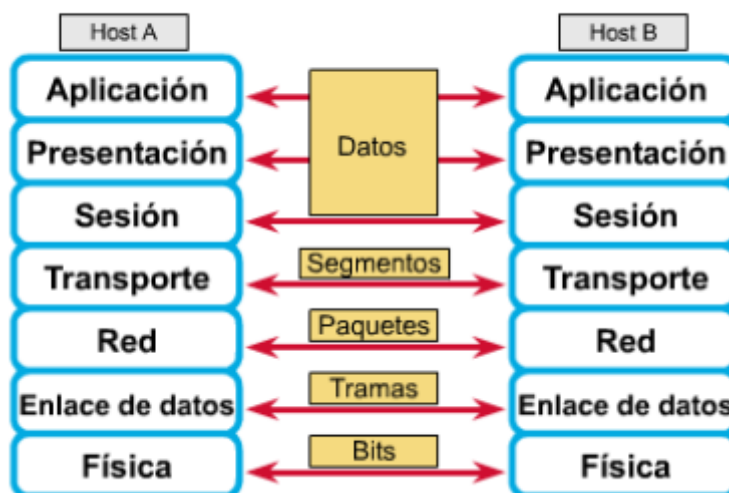 Host A
Host B
Aplicación
Aplicación
Presentación
Datos
Presentación
Sesión
Sesión
Transporte
Segmentos
Transporte
Red
Paquetes
Red
Enlace de datos
Tramas
Enlace de datos
Física
Bits
Física